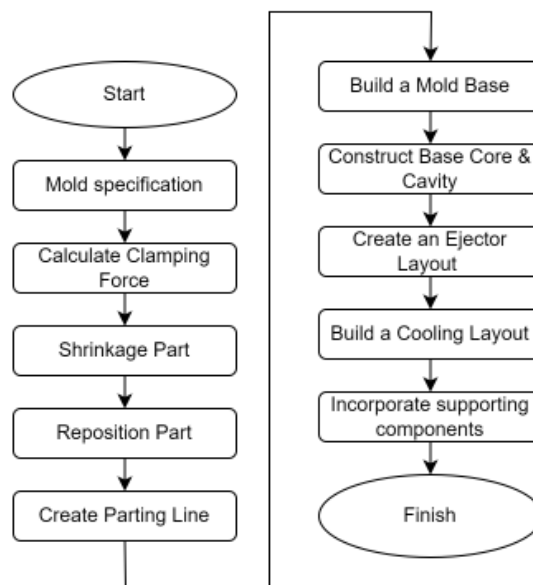 Start
Mold specification
Calculate Clamping
Force
Shrinkage Part
Reposition Part
Create Parting Line
Build a Mold Base
Construct Base Core &
Cavity
Create an Ejector
Layout
Build a Cooling Layout
Incorporate supporting
components
Finish